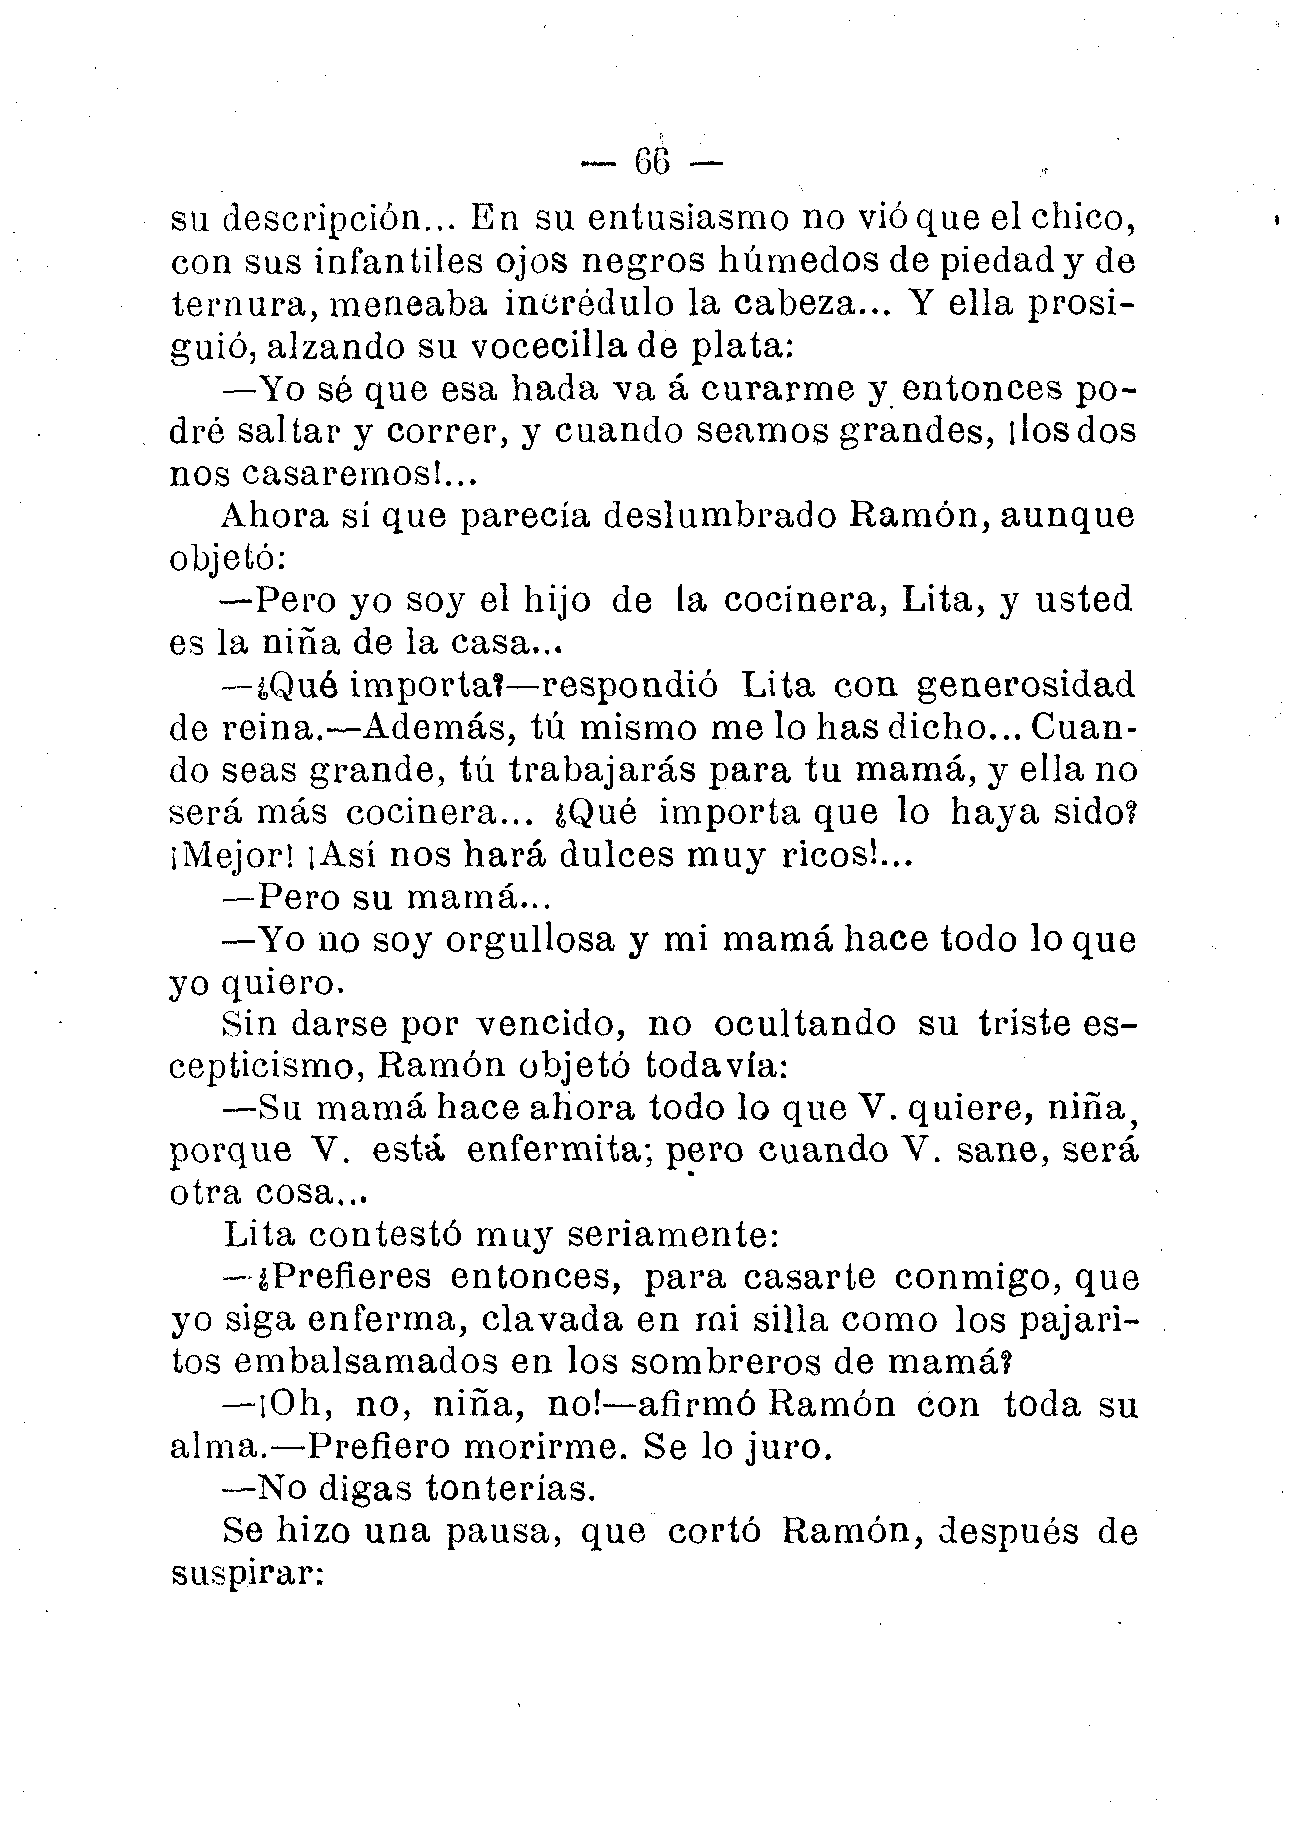 — 66 —
su descripción... En su entusiasmo no vió que el chico,
con sus infantiles ojos negros húmedos de piedad y de
ternura, meneaba incrédulo la cabeza... Y ella prosi-
guió, alzando su vocecilla de plata:
—Yo sé que esa hada va á curarme y entonces po-
dré saltar y correr, y cuando seamos grandes, ¡los dos
nos casaremos!...
Ahora sí que parecía deslumbrado Ramón, aunque
objetó:
—Pero yo soy el hijo de la cocinera, Lita, y usted
es la niña de la casa...
—¿Qué importa?—respondió Lita con generosidad
de reina.—Además, tú mismo me lo has dicho... Cuan-
do seas grande, tú trabajarás para tu mamá, y ella no
será más cocinera... ¿Qué importa que lo haya sido?
¡Mejor! ¡Así nos hará dulces muy ricos!...
—Pero su mamá...
—Yo no soy orgullosa y mi mamá hace todo lo que
yo quiero.
Sin darse por vencido, no ocultando su triste es-
cepticismo, Ramón objetó todavía:
—Su mamá hace ahora todo lo que V. quiere, niña,
porque V. está enfermita; pero cuando V. sane, será
otra cosa...
Lita contestó muy seriamente:
—¿Prefieres entonces, para casarte conmigo, que
yo siga enferma, clavada en mi silla como los pajari-
tos embalsamados en los sombreros de mamá?
—¡Oh, no, niña, no!—afirmó Ramón con toda su
alma.—Prefiero morirme. Se lo juro.
—No digas tonterías.
Se hizo una pausa, que cortó Ramón, después de
suspirar: